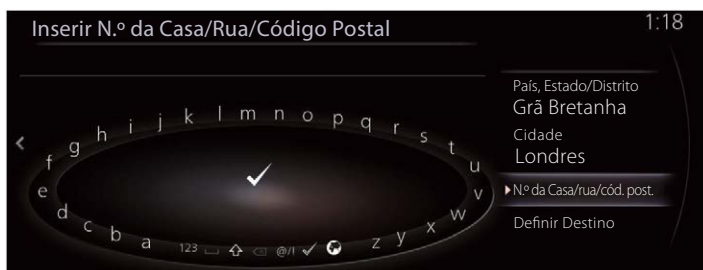 Inserir N.º da Casa/Rua/Código Postal
1:18
País, Estado/Distrito
Grã Bretanha
Cidade
Londres
N.º da Casa/rua/cód. post.
Definir Destino
a b c d e f g h i j k l m n o p q r s t u v w x y z
123 @/!